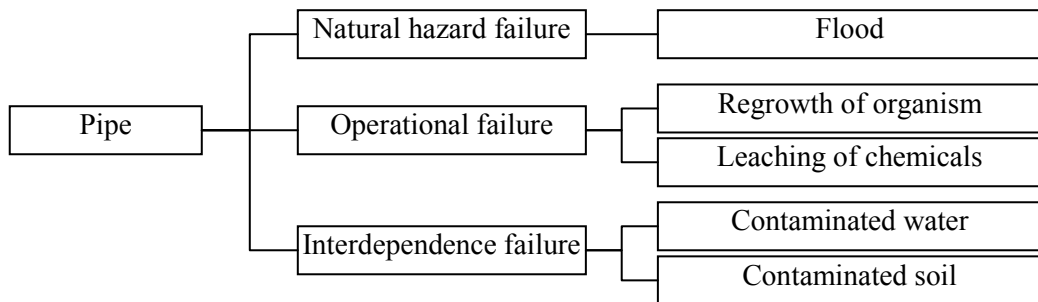 Natural hazard failure
Flood
Pipe
Operational failure
Regrowth of organism
Leaching of chemicals
Interdependence failure
Contaminated water
Contaminated soil